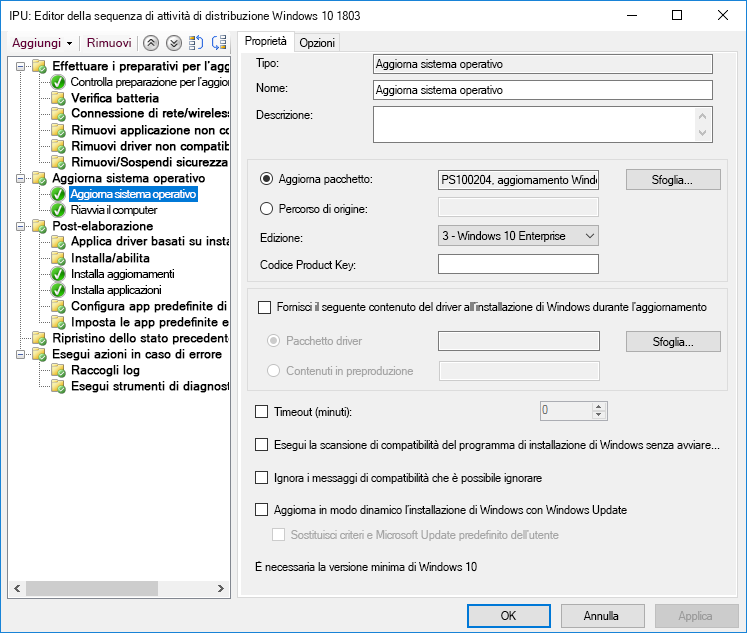 IPU: Editor della sequenza di attività di distribuzione Windows 10 1803
Aggiungi
Rimuovi
Effettuare i preparativi per l'agg
Controlla preparazione per l'aggior
Verifica batteria
Connessione di rete/wireless
Rimuovi applicazione non co
Rimuovi driver non compatib
Rimuovi/Sospendi sicurezza
Aggiorna sistema operativo
Aggiorna sistema operativo
Riavvia il computer
Post-elaborazione
Applica driver basati su insta
Installa/abilita
Installa aggiornamenti
Installa applicazioni
Configura app predefinite di
Imposta le app predefinite e
Ripristino dello stato precedent
Esegui azioni in caso di errore
Raccogli log
Esegui strumenti di diagnost
Proprietà
Opzioni
Tipo:
Aggiorna sistema operativo
Nome:
Aggiorna sistema operativo
Descrizione:
Aggiorna pacchetto:
PS100204, aggiornamento Wind
Sfoglia...
Percorso di origine:
Edizione:
3 - Windows 10 Enterprise
Codice Product Key:
Fornisci il seguente contenuto del driver all'installazione di Windows durante l'aggiornamento
Pacchetto driver
Sfoglia...
Contenuti in preproduzione
Timeout (minuti):
0
Esegui la scansione di compatibilità del programma di installazione di Windows senza avviare...
Ignora i messaggi di compatibilità che è possibile ignorare
Aggiorna in modo dinamico l'installazione di Windows con Windows Update
Sostituisci criteri e Microsoft Update predefinito dell'utente
È necessaria la versione minima di Windows 10
OK
Annulla
Applica